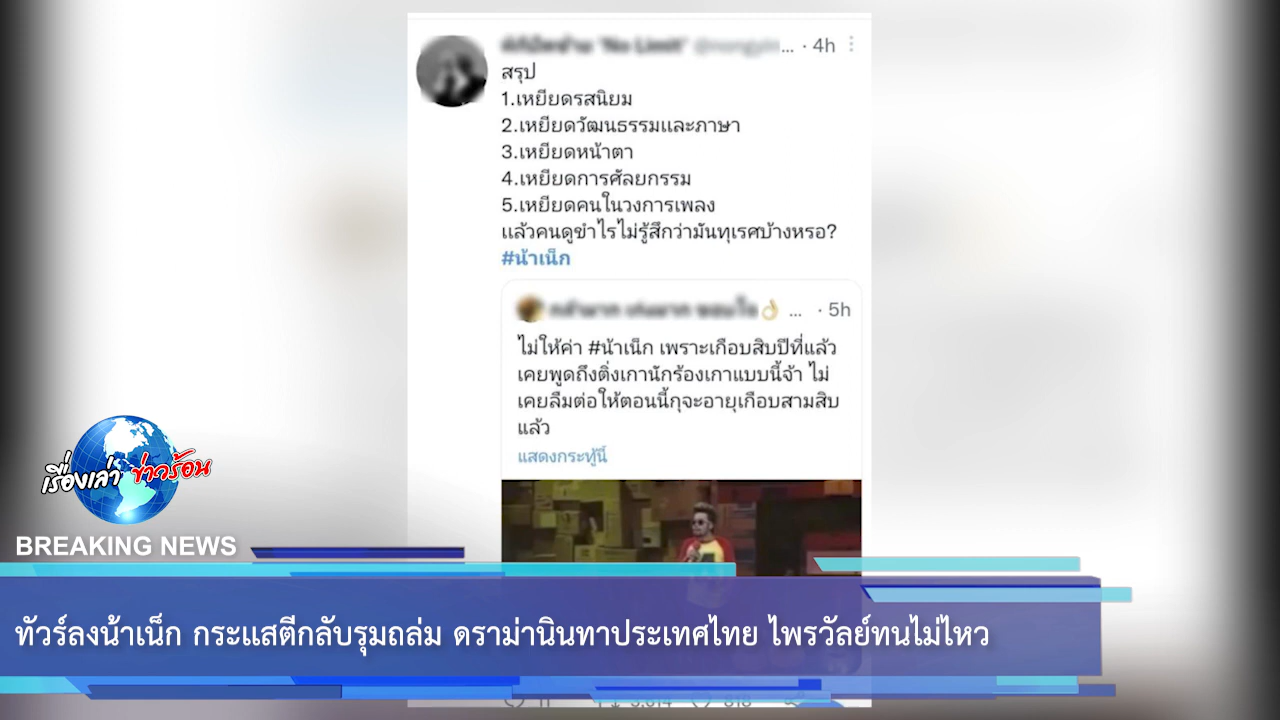 ... · 4h
สรุป
1.เหยียดรสนิยม
2.เหยียดวัฒนธรรมและภาษา
3.เหยียดหน้าตา
4.เหยียดการศัลยกรรม
5.เหยียดคนในวงการเพลง
แล้วคนดูขำไรไม่รู้สึกว่ามันทุเรศบ้างหรอ?
#น้าเน็ก
... · 5h
ไม่ให้ค่า #น้าเน็ก เพราะเกือบสิบปีที่แล้ว
เคยพูดถึงติ่งเกานักร้องเกาแบบนี้จ้า ไม่
เคยลืมต่อให้ตอนนี้กุจะอายุเกือบสามสิบ
แล้ว
แสดงกระทู้นี้
เรื่องเล่า ข่าวร้อน
BREAKING NEWS
ทัวร์ลงน้าเน็ก กระแสตีกลับรุมถล่ม ดราม่านินทาประเทศไทย ไพรวัลย์ทนไม่ไหว